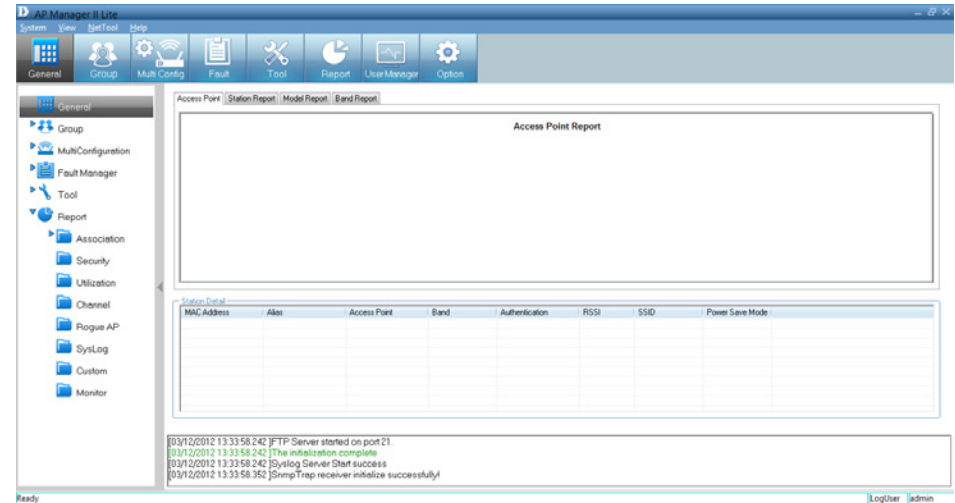 D AP Manager II Lite
System View NetTool Help
General Group Multi Config Fault Tool Report User Manager Option
General
Group
MultiConfiguration
Fault Manager
Tool
Report
Association
Security
Utilization
Channel
Rogue AP
SysLog
Custom
Monitor
Access Point Station Report Model Report Band Report
Access Point Report
Station Detail
MAC Address Alias Access Point Band Authentication RSSI SSID Power Save Mode
[03/12/2012 13:33:58.242 ]FTP Server started on port 21.
[03/12/2012 13:33:58.242 ]The initialization complete
[03/12/2012 13:33:58.242 ]Syslog Server Start success
[03/12/2012 13:33:58.352 ]SnmpTrap receiver initialize successfully!
Ready LogUser admin